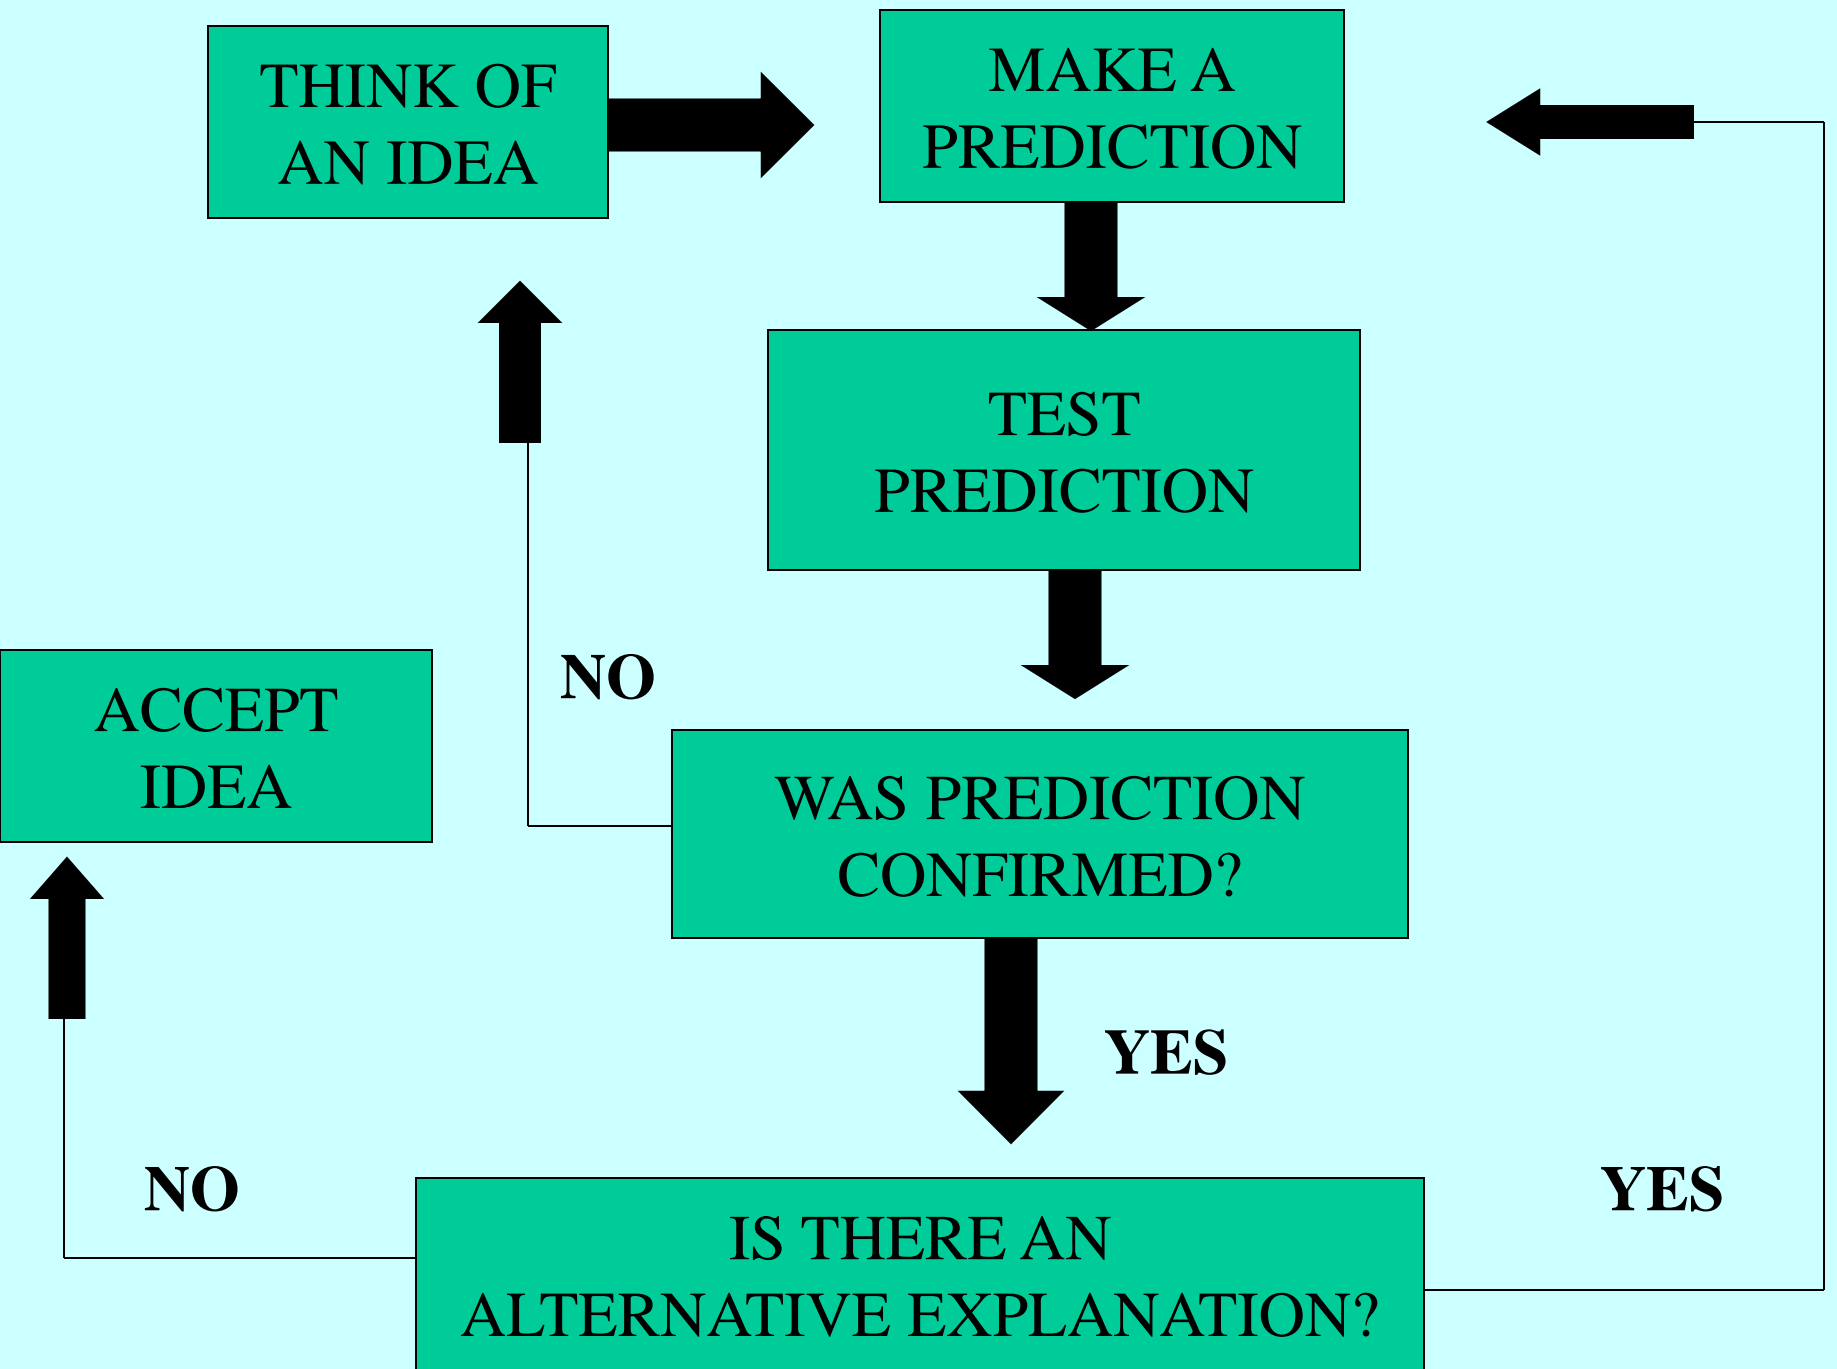 THINK OF
AN IDEA
MAKE A
PREDICTION
TEST
PREDICTION
NO
ACCEPT
IDEA
WAS PREDICTION
CONFIRMED?
YES
NO
YES
IS THERE AN
ALTERNATIVE EXPLANATION?